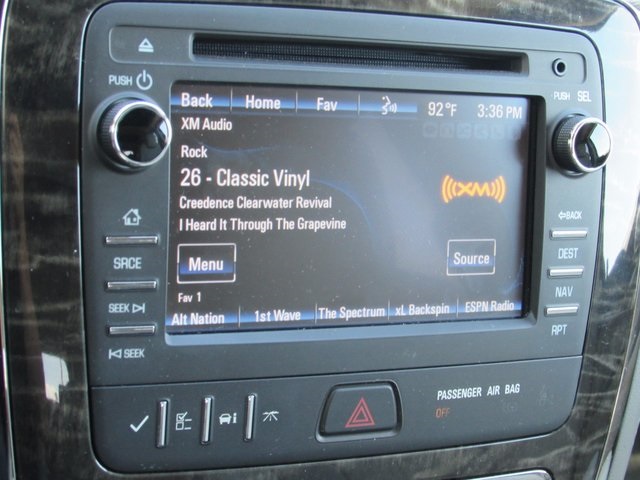 PUSH
PUSH SEL
Back Home Fav 92 °F 3:36 PM
XM Audio
Rock
26 - Classic Vinyl
((XM))
Creedence Clearwater Revival
I Heard It Through The Grapevine
BACK
SRCE
Menu
Source
DEST
NAV
SEEK
Fav 1
Alt Nation 1st Wave The Spectrum xL Backspin ESPN Radio
RPT
SEEK
PASSENGER AIR BAG
OFF